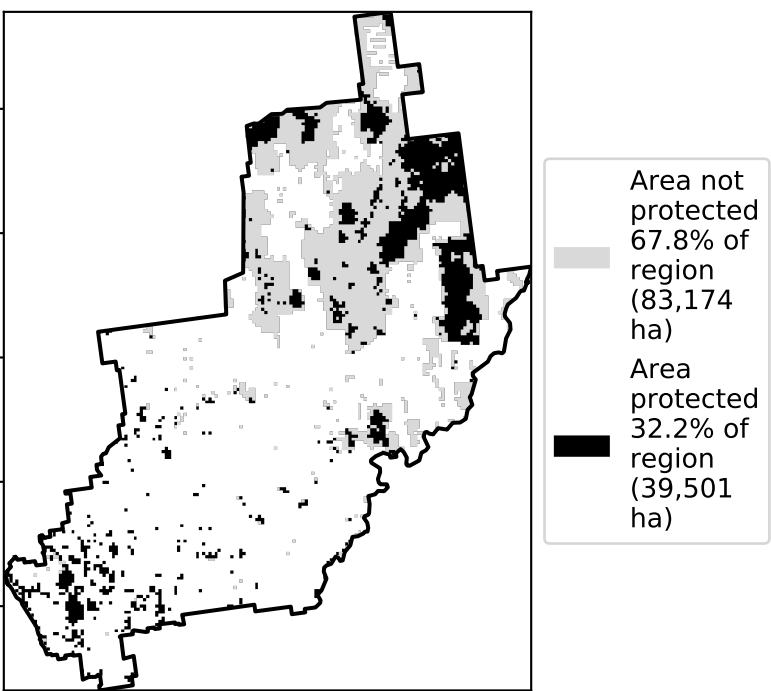 Area not
protected
67.8% of
region
(83,174
ha)
Area
protected
32.2% of
region
(39,501
ha)